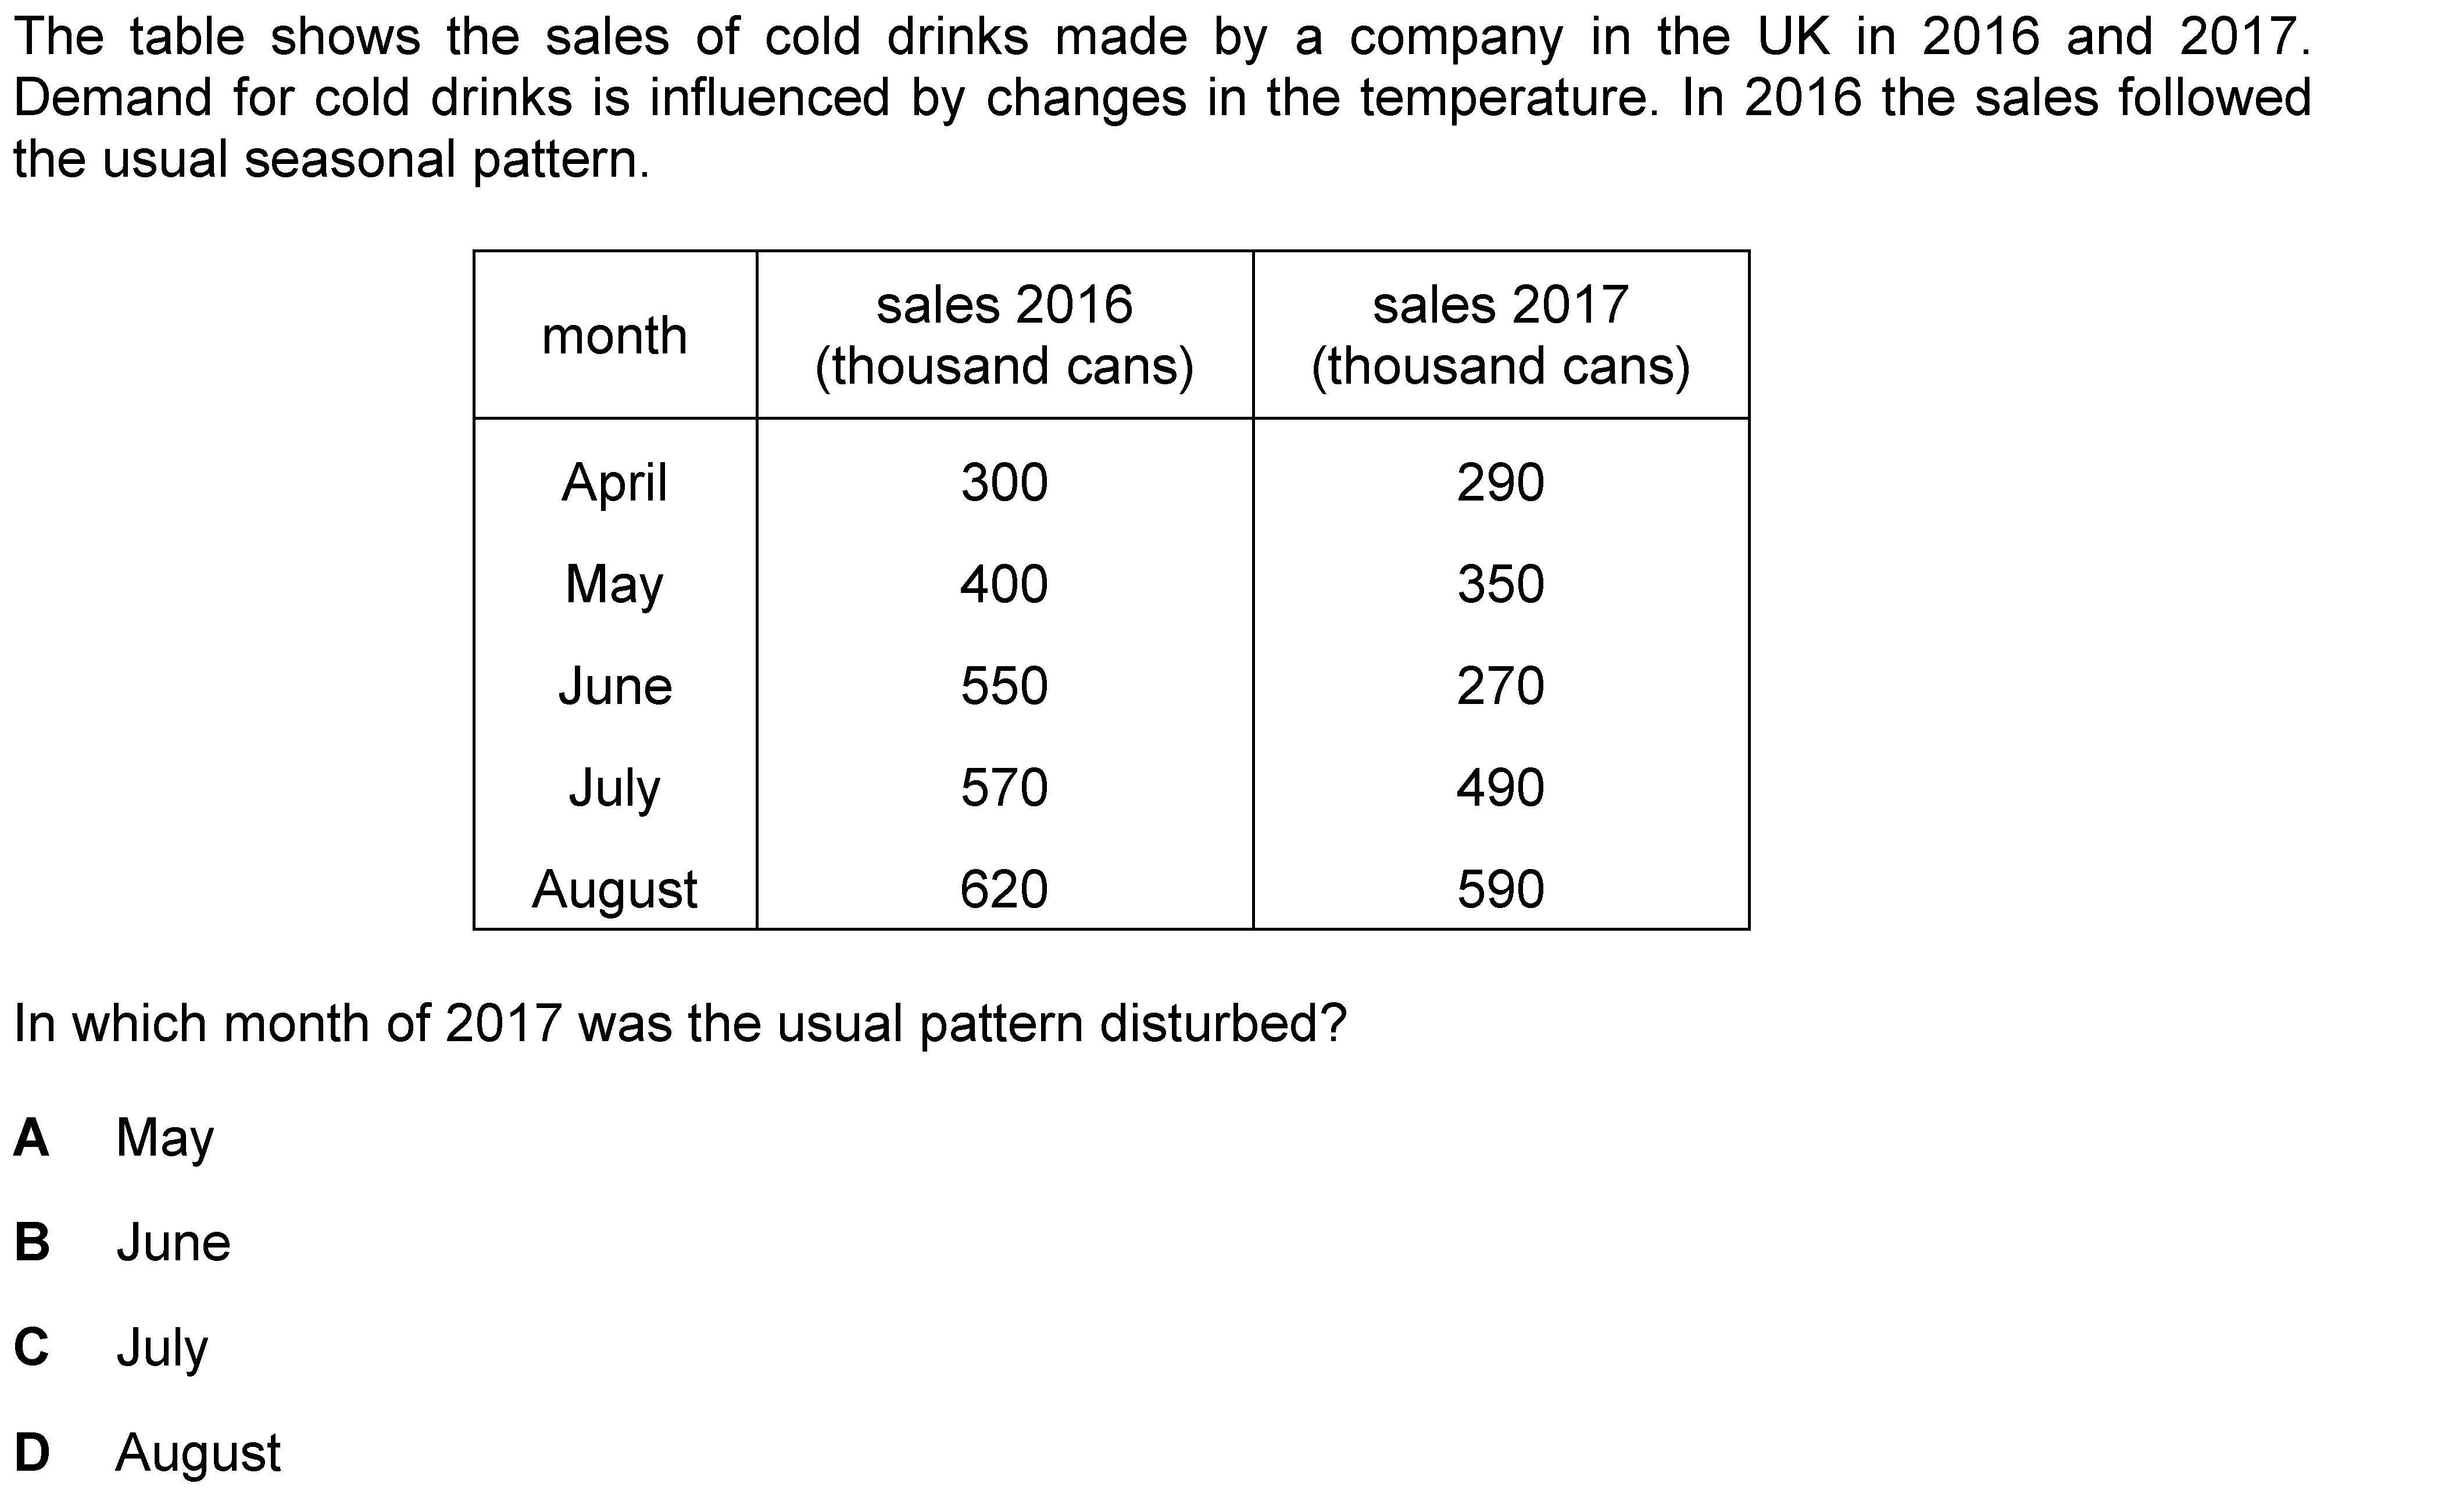 The table shows the sales of cold drinks made by a company in the UK in 2016 and 2017.
Demand for cold drinks is influenced by changes in the temperature. In 2016 the sales followed
the usual seasonal pattern.
month sales 2016 (thousand cans) sales 2017 (thousand cans)
April 300 290
May 400 350
June 550 270
July 570 490
August 620 590
In which month of 2017 was the usual pattern disturbed?
A May
B June
C July
D August